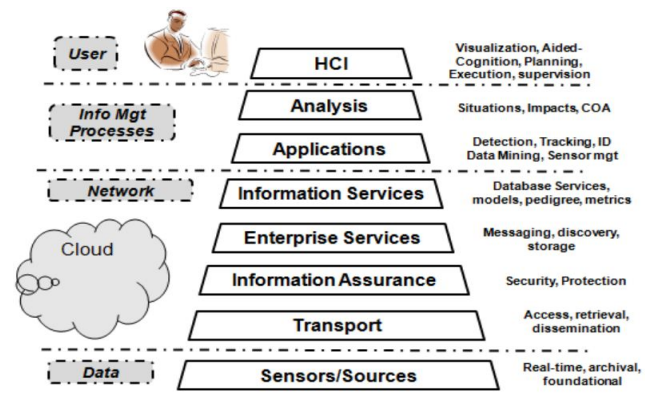 User
HCI
Visualization, Aided-
Cognition, Planning,
Execution, supervision
Info Mgt
Processes
Analysis
Situations, Impacts, COA
Applications
Detection, Tracking, ID
Data Mining, Sensor mgt
Network
Information Services
Database Services,
models, pedigree, metrics
Cloud
Enterprise Services
Messaging, discovery,
storage
Information Assurance
Security, Protection
Transport
Access, retrieval,
dissemination
Data
Sensors/Sources
Real-time, archival,
foundational